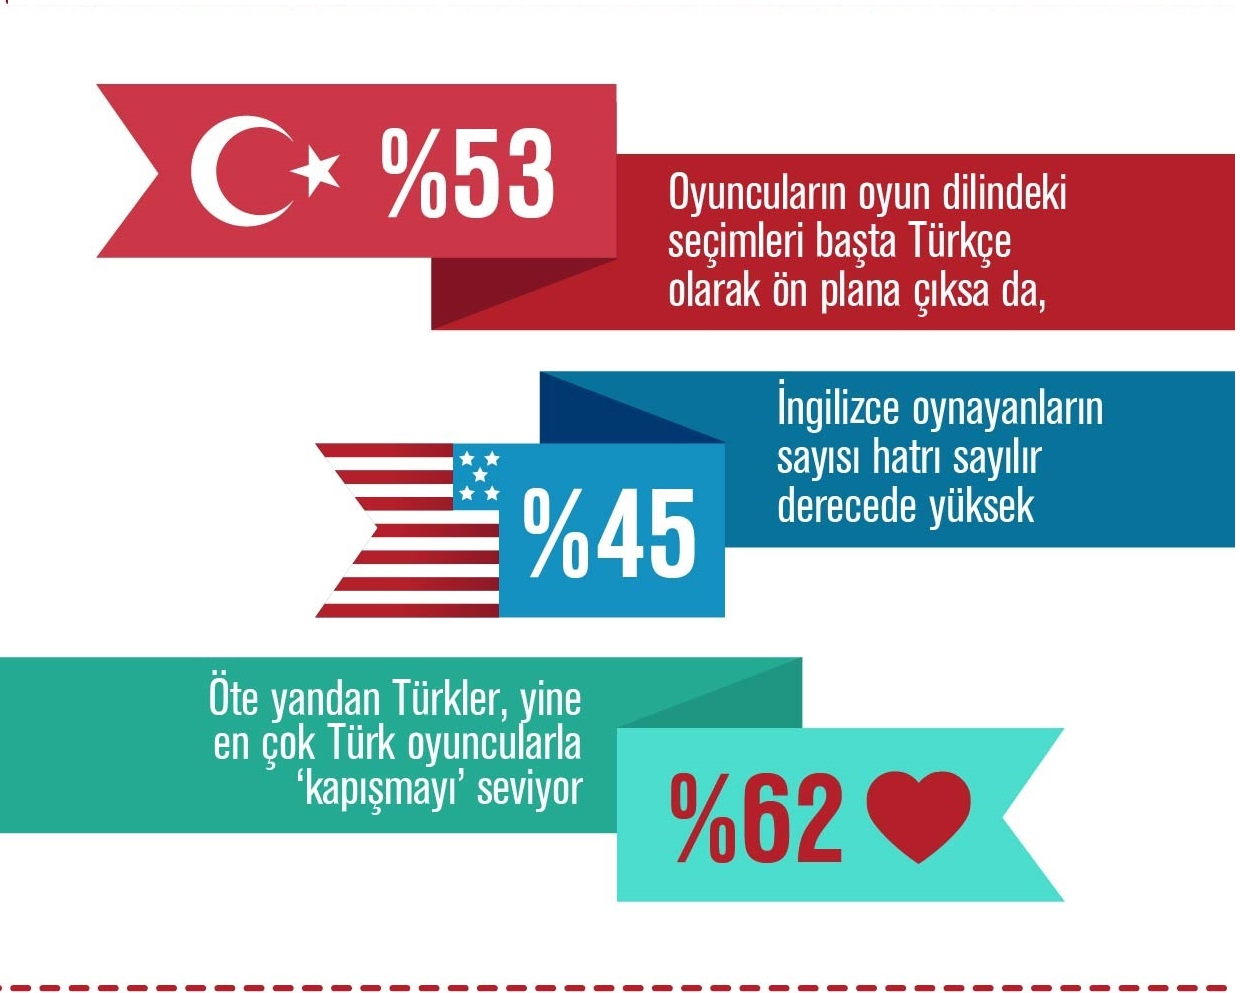 %53
Oyuncuların oyun dilindeki
seçimleri başta Türkçe
olarak ön plana çıksa da,
İngilizce oynayanların
sayısı hatrı sayılır
derecede yüksek
%45
Öte yandan Türkler, yine
en çok Türk oyuncularla
‘kapışmayı’ seviyor
%62